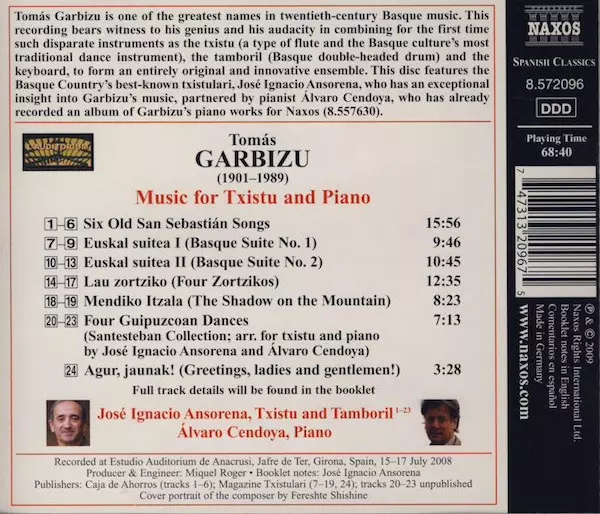 Tomás Garbizu is one of the greatest names in twentieth-century Basque music. This
recording bears witness to his genius and his audacity in combining for the first time
such disparate instruments as the txistu (a type of flute and the Basque culture's most
traditional dance instrument), the tamboril (Basque double-headed drum) and the
keyboard, to form an entirely original and innovative ensemble. This disc features the
Basque Country's best-known txistulari, José Ignacio Ansorena, who has an exceptional
insight into Garbizu's music, partnered by pianist Álvaro Cendoya, who has already
recorded an album of Garbizu's piano works for Naxos (8.557630).
Tomás
GARBIZU
(1901–1989)
Music for Txistu and Piano
1–6 Six Old San Sebastián Songs 15:56
7–9 Euskal suitea I (Basque Suite No. 1) 9:46
10–13 Euskal suitea II (Basque Suite No. 2) 10:45
14–17 Lau zortziko (Four Zortzikos) 12:35
18–19 Mendiko Itzala (The Shadow on the Mountain) 8:23
20–23 Four Guipuzcoan Dances 7:13
(Santesteban Collection; arr. for txistu and piano
by José Ignacio Ansorena and Álvaro Cendoya)
24 Agur, jaunak! (Greetings, ladies and gentlemen!) 3:28
Full track details will be found in the booklet
José Ignacio Ansorena, Txistu and Tamboril 1–23
Álvaro Cendoya, Piano
Recorded at Estudio Auditorium de Anacrusi, Jafre de Ter, Girona, Spain, 15–17 July 2008
Producer & Engineer: Miquel Roger • Booklet notes: José Ignacio Ansorena
Publishers: Caja de Ahorros (tracks 1–6); Magazine Txistulari (7–19, 24); tracks 20–23 unpublished
Cover portrait of the composer by Fereshte Shishine
NAXOS
SPANISH CLASSICS
8.572096
DDD
Playing Time
68:40
7 47313 20967 5
℗ & © 2009
Naxos Rights International Ltd.
Booklet notes in English
Comentarios en español
Made in Germany
www.naxos.com